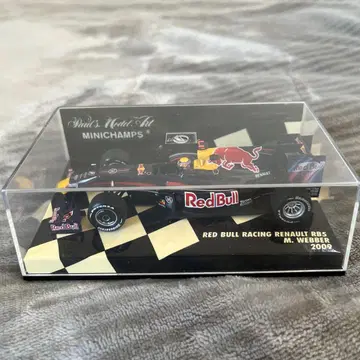 Paul's Model Art
MINICHAMPS
Red Bull
RED BULL RACING RENAULT RB5
M. WEBBER
2009